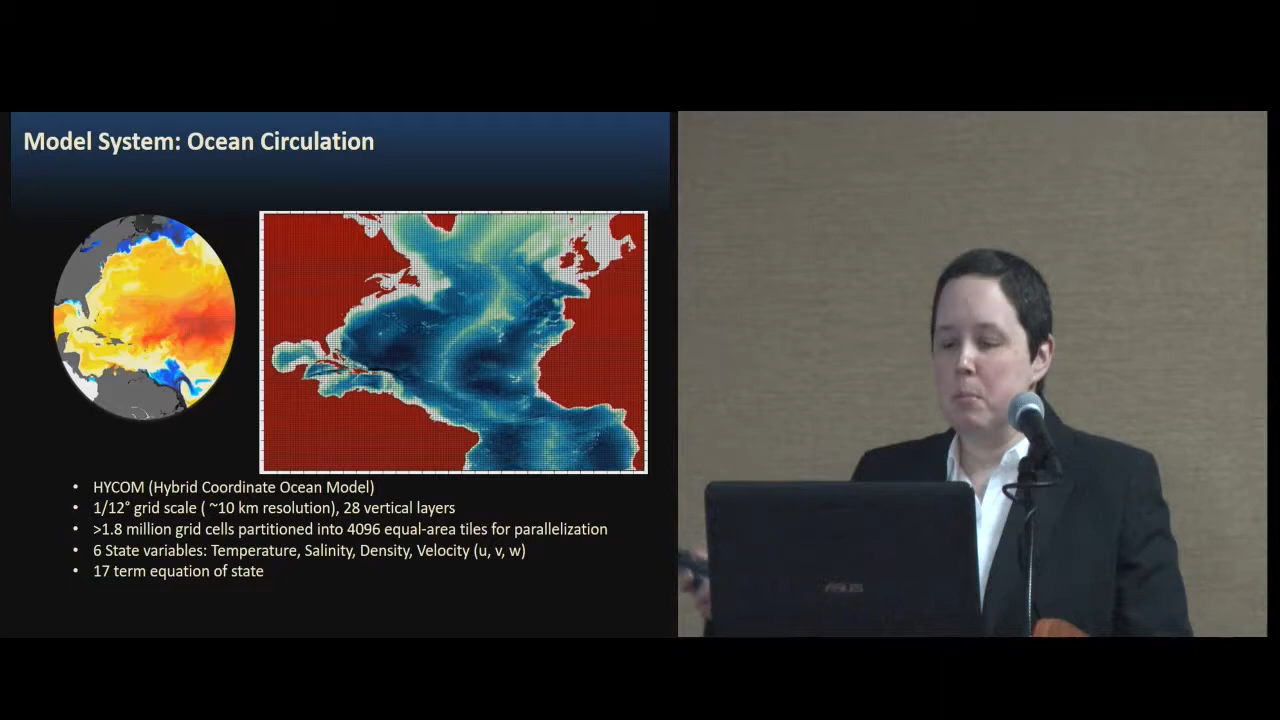 Model System: Ocean Circulation
• HYCOM (Hybrid Coordinate Ocean Model)
• 1/12° grid scale ( ~10 km resolution), 28 vertical layers
• >1.8 million grid cells partitioned into 4096 equal-area tiles for parallelization
• 6 State variables: Temperature, Salinity, Density, Velocity (u, v, w)
• 17 term equation of state
ASUS